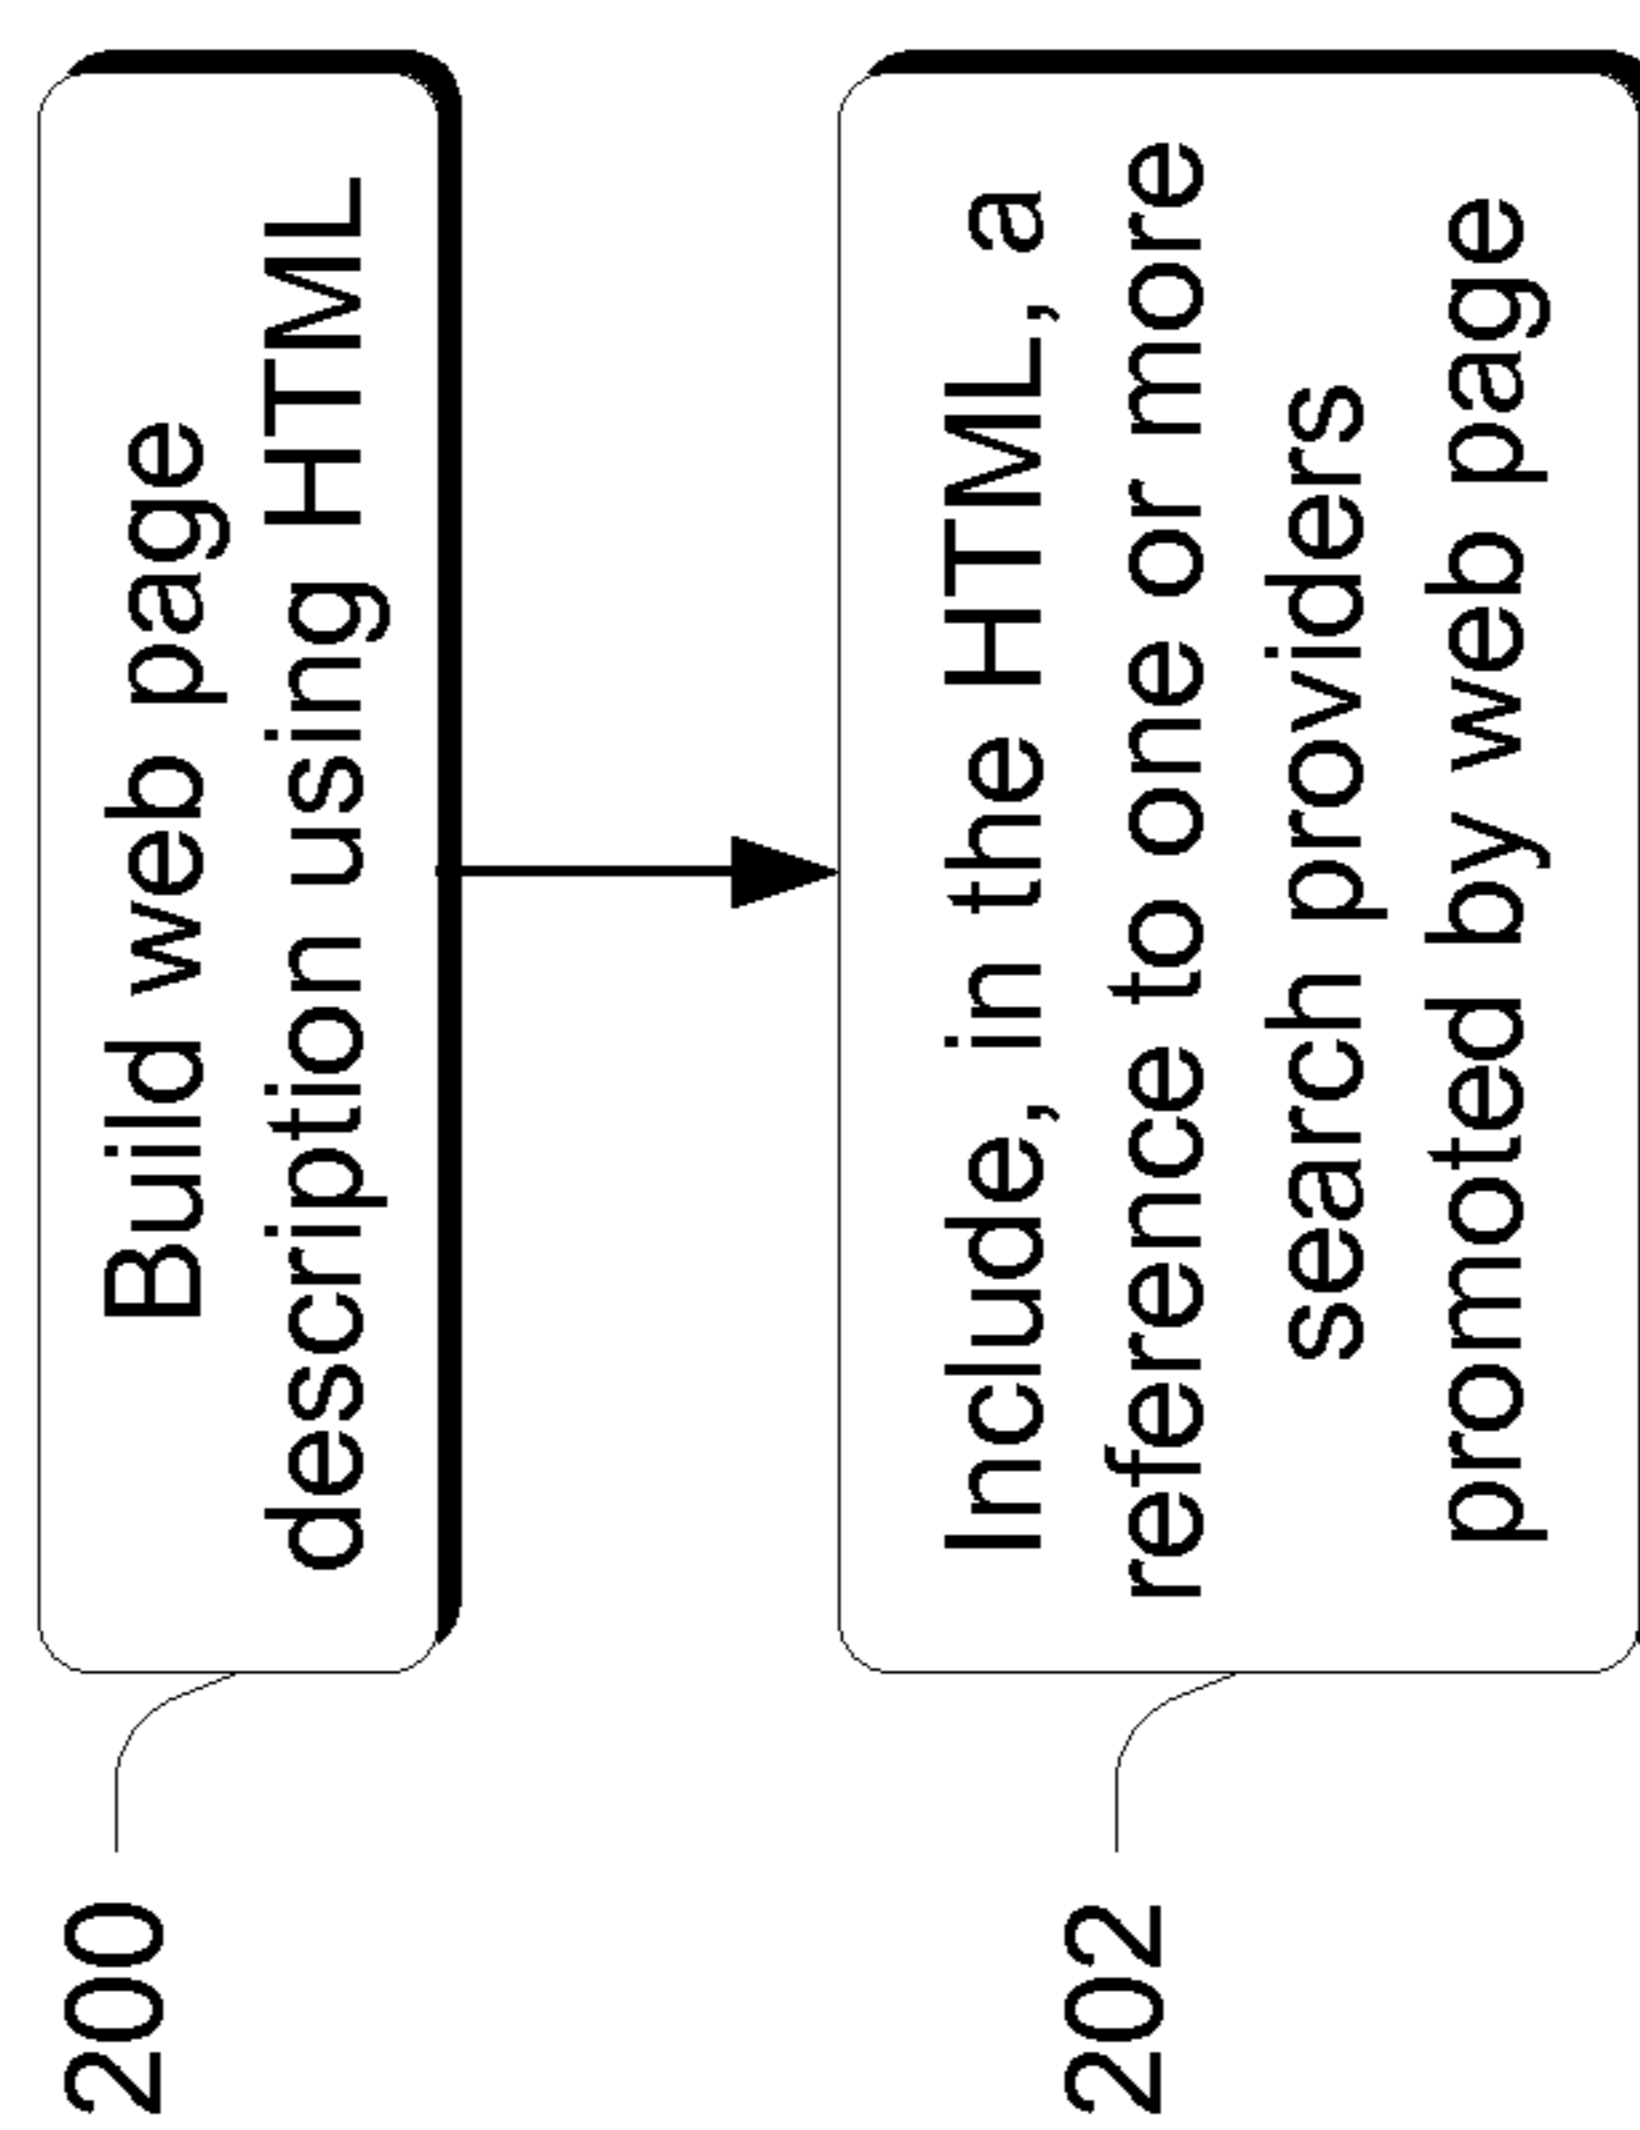 200
Build web page
description using HTML
202
Include, in the HTML, a
reference to one or more
search providers
promoted by web page